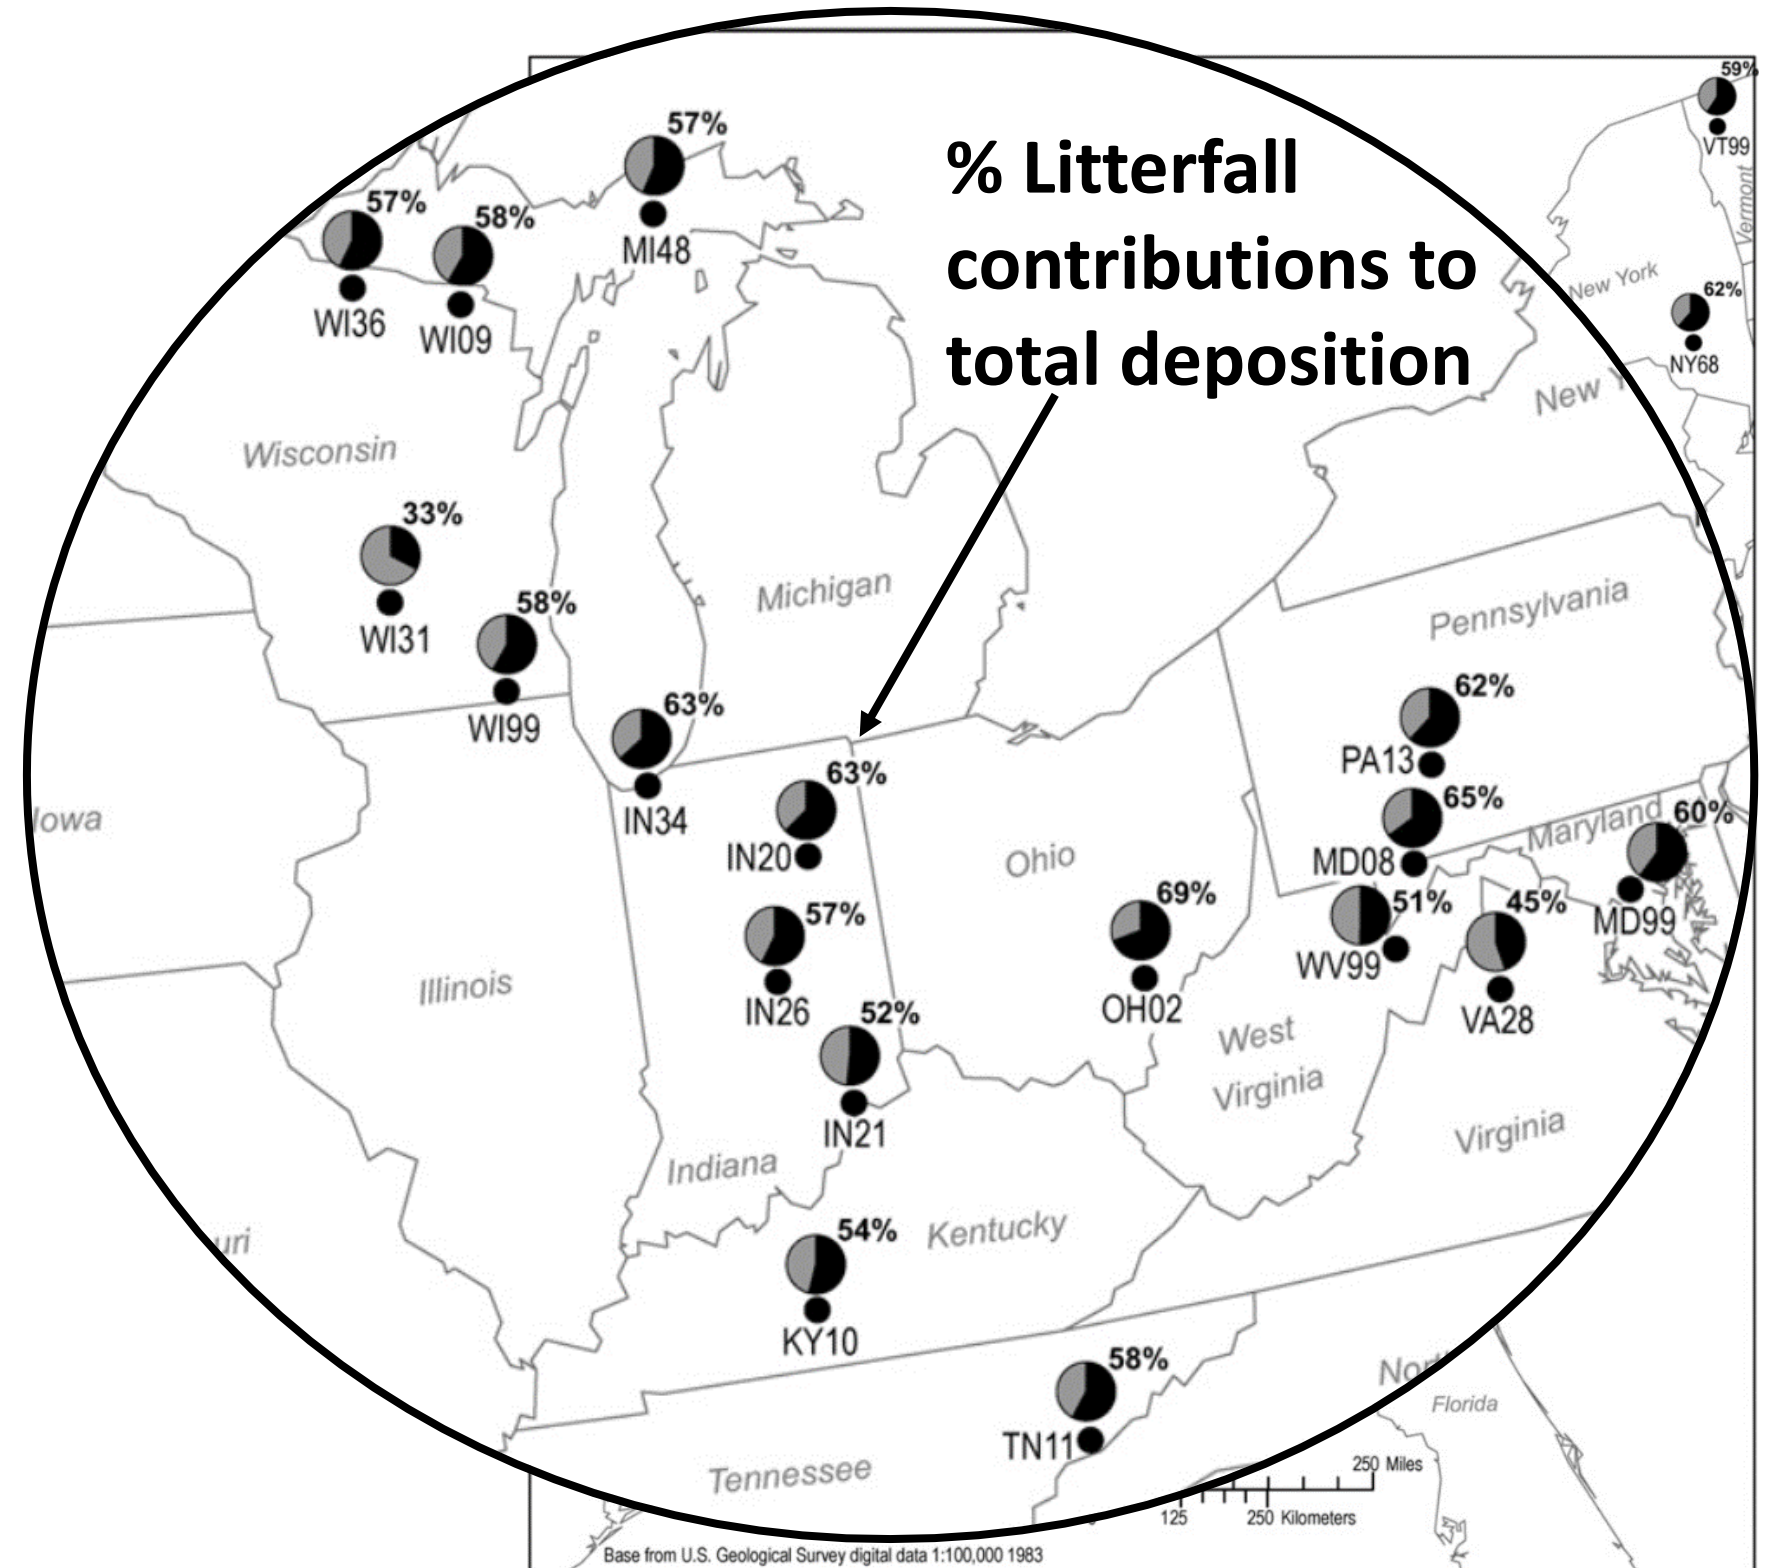 59%
VT99
Vermont
57%
MI48
% Litterfall
contributions to
total deposition
57%
WI36
58%
WI09
New York
62%
NY68
New Y
Wisconsin
33%
WI31
58%
WI99
Michigan
Pennsylvania
63%
IN34
62%
PA13
63%
IN20
65%
MD08
Maryland
60%
MD99
Iowa
Ohio
57%
IN26
69%
OH02
51%
WV99
45%
VA28
Illinois
52%
IN21
West
Virginia
Virginia
Indiana
uri
54%
KY10
Kentucky
58%
TN11
Nort
Florida
Tennessee
250 Miles
125 250 Kilometers
Base from U.S. Geological Survey digital data 1:100,000 1983